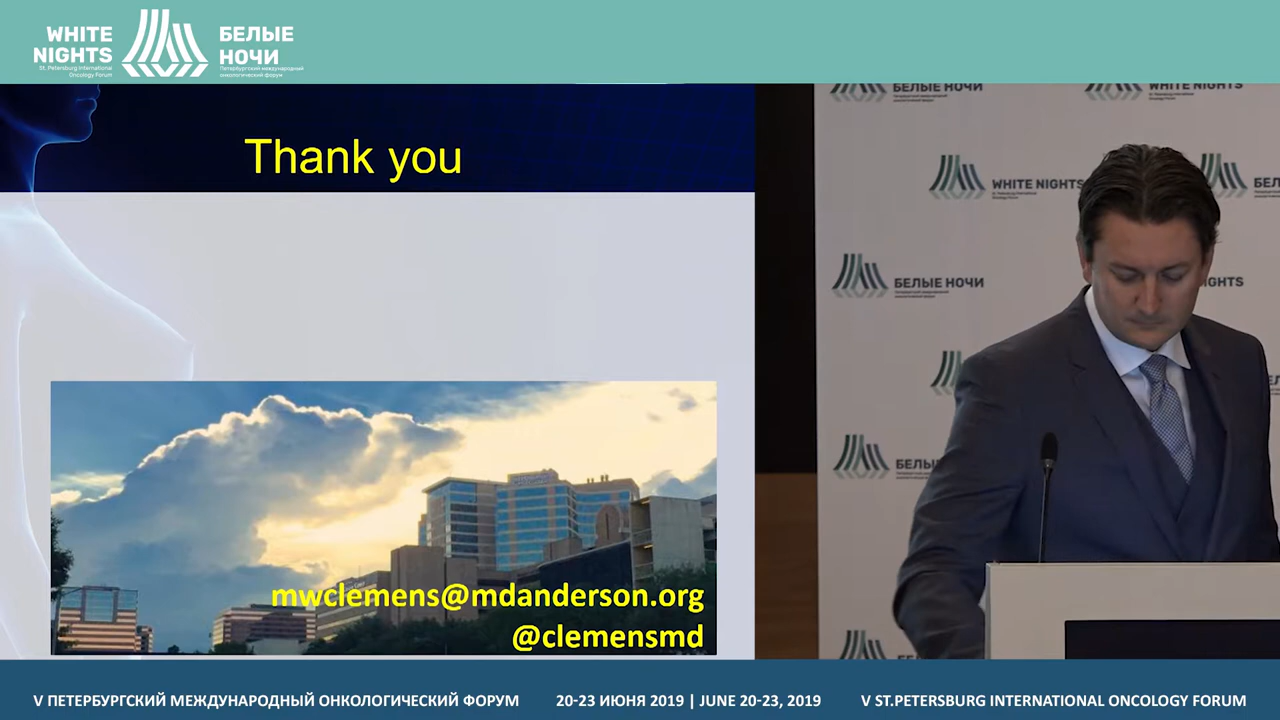 WHITE
NIGHTS
St. Petersburg International
Oncology Forum
БЕЛЫЕ
НОЧИ
Петербургский международный
онкологический форум
Thank you
mwclemens@mdanderson.org
@clemensmd
БЕЛЫЕ НОЧИ
WHITE NIGHTS
WHITE NIGHTS
БЕЛЫЕ НОЧИ
NIGHTS
БЕЛЫ
V ПЕТЕРБУРГСКИЙ МЕЖДУНАРОДНЫЙ ОНКОЛОГИЧЕСКИЙ ФОРУМ
20-23 ИЮНЯ 2019 | JUNE 20-23, 2019
V ST.PETERSBURG INTERNATIONAL ONCOLOGY FORUM